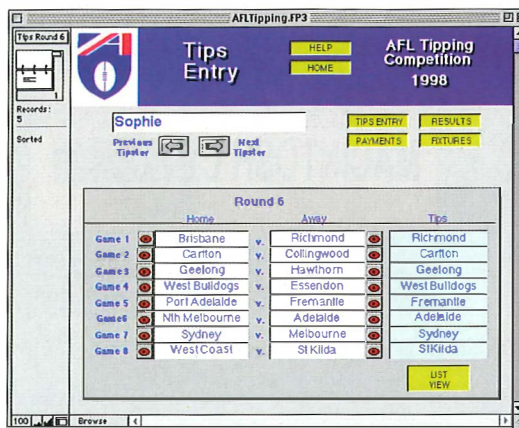 AFLTipping.FP3
Tips Round 6
1
Records:
5
Sorted
Tips
Entry
HELP
HOME
AFL Tipping
Competition
1998
Sophie
Previous
Tipster
Next
Tipster
TIPS ENTRY
RESULTS
PAYMENTS
FIXTURES
Round 6
Home Away Tips
Game 1 Brisbane v. Richmond Richmond
Game 2 Carlton v. Collingwood Carlton
Game 3 Geelong v. Hawthorn Geelong
Game 4 West Bulldogs v. Essendon West Bulldogs
Game 5 Port Adelaide v. Fremantle Fremantle
Game6 Nth Melbourne v. Adelaide Adelaide
Game 7 Sydney v. Melbourne Sydney
Game 8 West Coast v. St Kilda St Kilda
LIST
VIEW
100 Browse